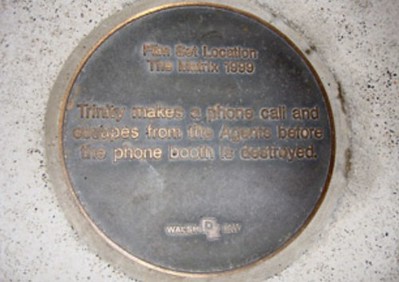 Film Set Location
The Matrix 1999
Trinity makes a phone call and
escapes from the Agents before
the phone booth is destroyed.
WALSH